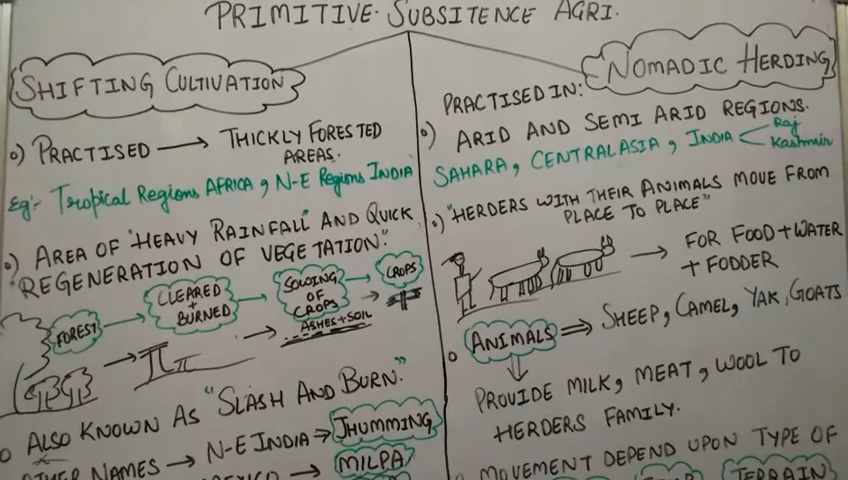 PRIMITIVE SUBSITENCE AGRI.
SHIFTING CULTIVATION
o) PRACTISED → THICKLY FORESTED
AREAS.
Eg:- Tropical Regions AFRICA, N-E Regions INDIA
o) AREA OF "HEAVY RAINFALL" AND QUICK
"REGENERATION OF VEGETATION".
FOREST → CLEARED + BURNED → SOWING OF CROPS → CROPS
ASHES+SOIL
o ALSO KNOWN AS "SLASH AND BURN."
NAMES → N-E INDIA ⇒ JHUMMING
→ MILPA
NOMADIC HERDING
PRACTISED IN:
o) ARID AND SEMI ARID REGIONS.
SAHARA, CENTRAL ASIA, INDIA < Raj
Kashmir
o) "HERDERS WITH THEIR ANIMALS MOVE FROM
PLACE TO PLACE"
→ FOR FOOD + WATER
+ FODDER
o ANIMALS ⇒ SHEEP, CAMEL, YAK, GOATS
PROVIDE MILK, MEAT, WOOL TO
HERDERS FAMILY.
MOVEMENT DEPEND UPON TYPE OF
TERRAIN